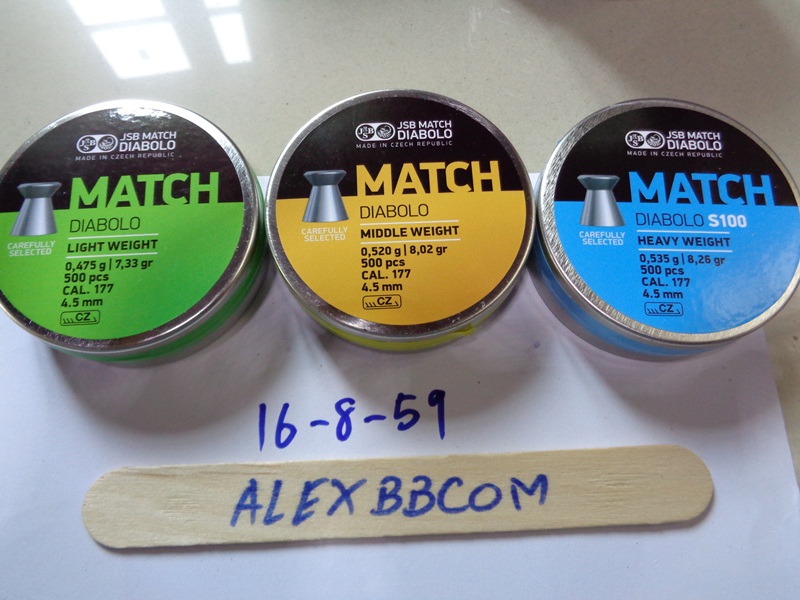 JSB
JSB MATCH
DIABOLO
MADE IN CZECH REPUBLIC
MATCH
DIABOLO
CAREFULLY
SELECTED
LIGHT WEIGHT
0,475 g | 7,33 gr
500 pcs
CAL. 177
4.5 mm
CZ
JSB
JSB MATCH
DIABOLO
MADE IN CZECH REPUBLIC
MATCH
DIABOLO
CAREFULLY
SELECTED
MIDDLE WEIGHT
0,520 g | 8,02 gr
500 pcs
CAL. 177
4.5 mm
CZ
JSB
JSB MATCH
DIABOLO
MADE IN CZECH REPUBLIC
MATCH
DIABOLO S100
CAREFULLY
SELECTED
HEAVY WEIGHT
0,535 g | 8,26 gr
500 pcs
CAL. 177
4.5 mm
CZ
16-8-59
ALEXBBCOM